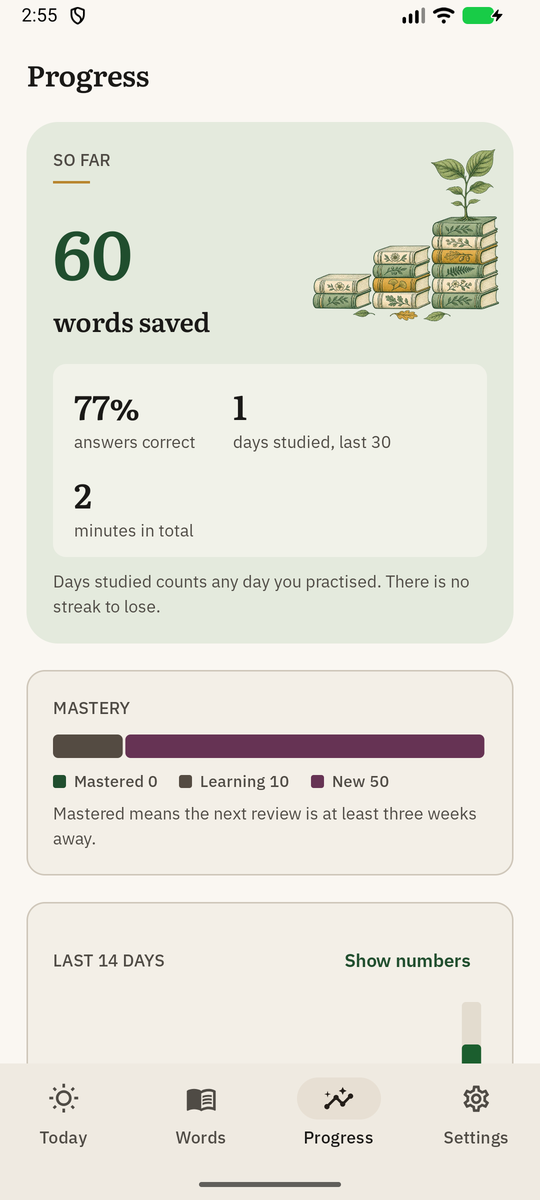 2:55
Progress
SO FAR
60
words saved
77%
answers correct
1
days studied, last 30
2
minutes in total
Days studied counts any day you practised. There is no
streak to lose.
MASTERY
Mastered 0 Learning 10 New 50
Mastered means the next review is at least three weeks
away.
LAST 14 DAYS Show numbers
Today Words Progress Settings